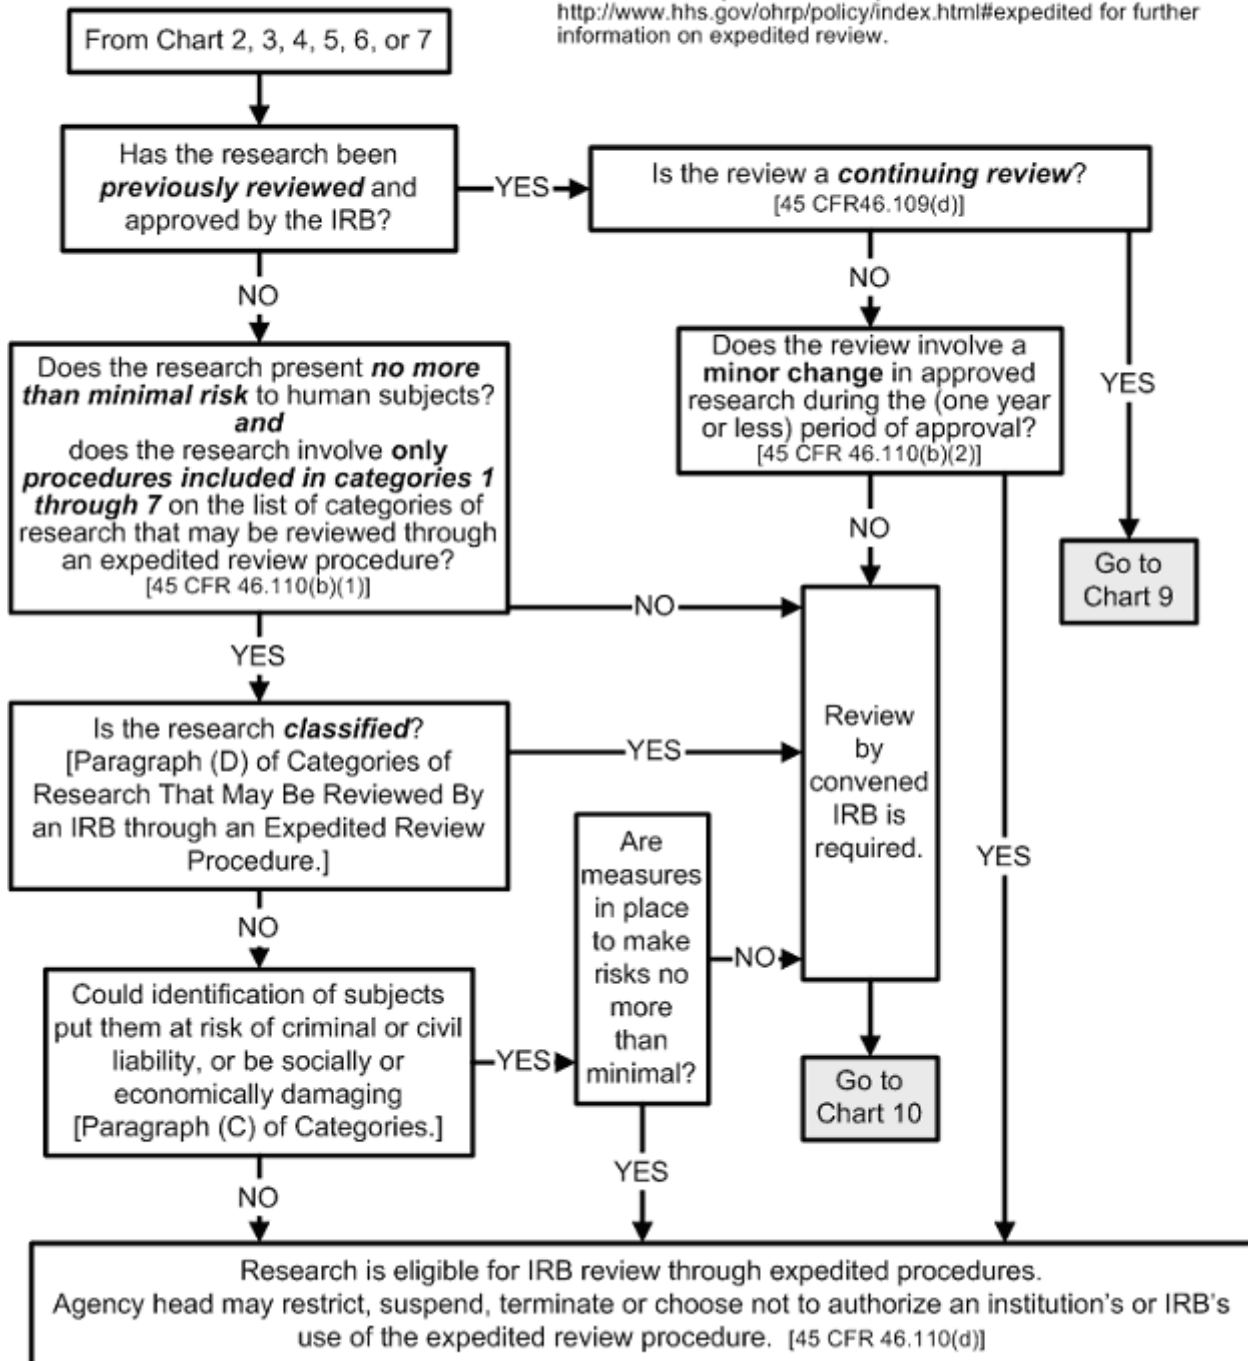 http://www.hhs.gov/ohrp/policy/index.html#expedited for further
information on expedited review.
From Chart 2, 3, 4, 5, 6, or 7
Has the research been
previously reviewed and
approved by the IRB?
YES
Is the review a continuing review?
[45 CFR46.109(d)]
NO
NO
YES
Does the research present no more
than minimal risk to human subjects?
and
does the research involve only
procedures included in categories 1
through 7 on the list of categories of
research that may be reviewed through
an expedited review procedure?
[45 CFR 46.110(b)(1)]
Does the review involve a
minor change in approved
research during the (one year
or less) period of approval?
[45 CFR 46.110(b)(2)]
NO
YES
Go to
Chart 9
NO
YES
Is the research classified?
[Paragraph (D) of Categories of
Research That May Be Reviewed By
an IRB through an Expedited Review
Procedure.]
YES
Review
by
convened
IRB is
required.
NO
Are
measures
in place
to make
risks no
more
than
minimal?
NO
Could identification of subjects
put them at risk of criminal or civil
liability, or be socially or
economically damaging
[Paragraph (C) of Categories.]
YES
Go to
Chart 10
YES
NO
Research is eligible for IRB review through expedited procedures.
Agency head may restrict, suspend, terminate or choose not to authorize an institution's or IRB's
use of the expedited review procedure. [45 CFR 46.110(d)]